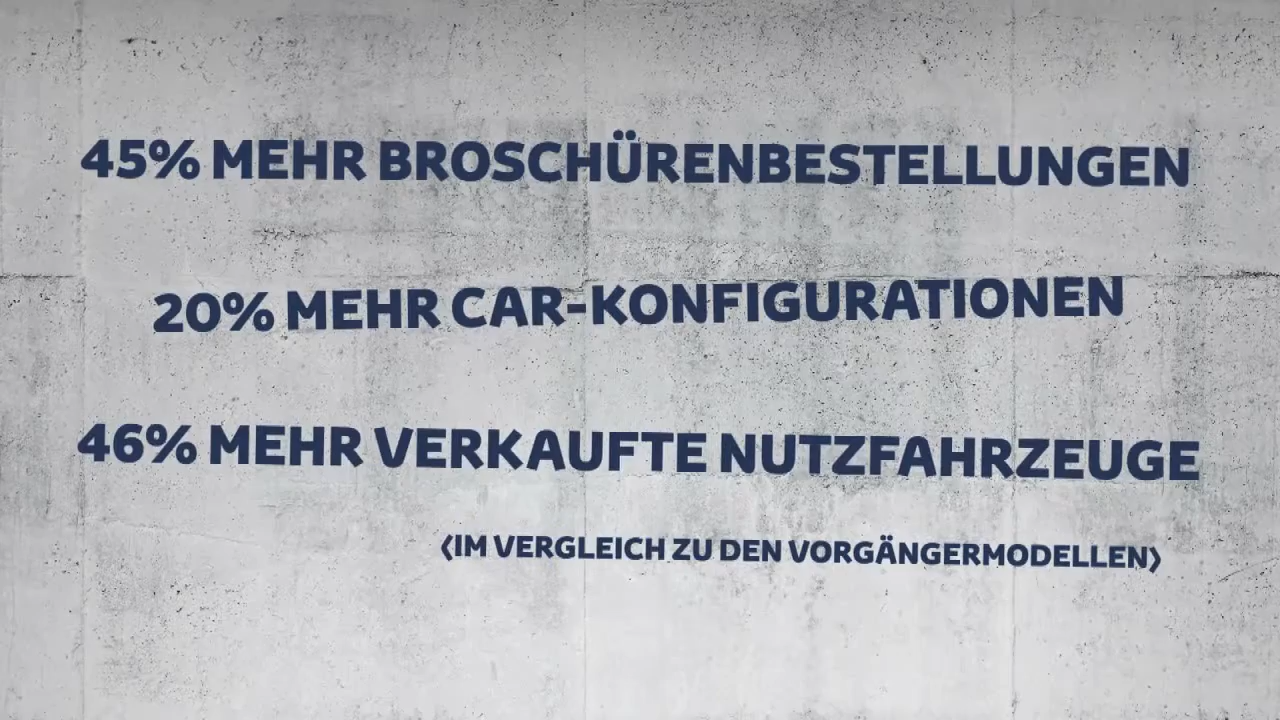 45% MEHR BROSCHÜRENBESTELLUNGEN
20% MEHR CAR-KONFIGURATIONEN
46% MEHR VERKAUFTE NUTZFAHRZEUGE
(IM VERGLEICH ZU DEN VORGÄNGERMODELLEN)